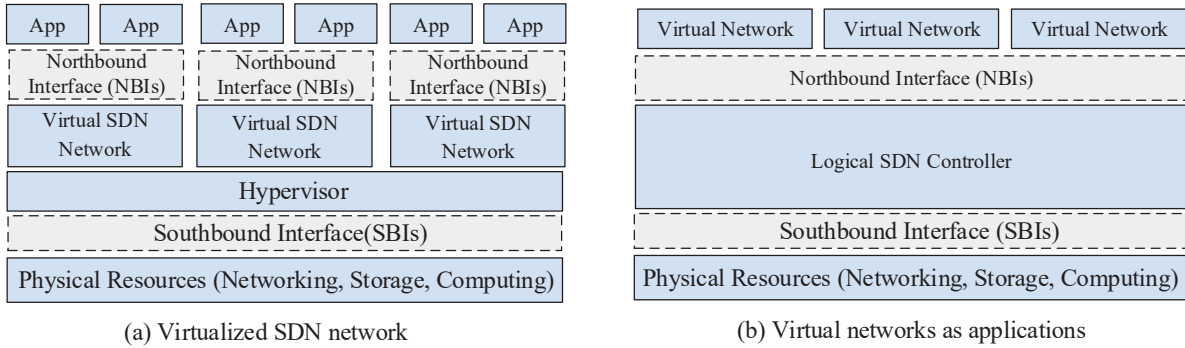 App App App App App App
Northbound
Interface (NBIs)
Northbound
Interface (NBIs)
Northbound
Interface (NBIs)
Virtual SDN
Network
Virtual SDN
Network
Virtual SDN
Network
Hypervisor
Southbound Interface(SBIs)
Physical Resources (Networking, Storage, Computing)
(a) Virtualized SDN network
Virtual Network Virtual Network Virtual Network
Northbound Interface (NBIs)
Logical SDN Controller
Southbound Interface (SBIs)
Physical Resources (Networking, Storage, Computing)
(b) Virtual networks as applications